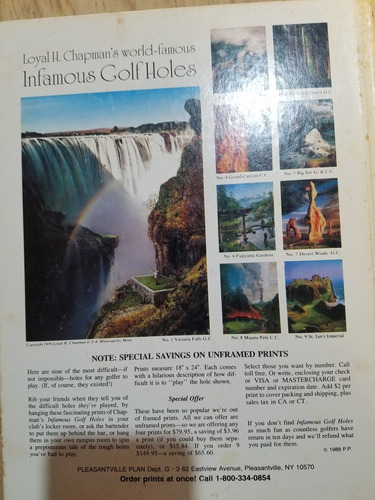 Loyal H. Chapman's world-famous
Infamous Golf Holes
No. 4 Grand Canyon C.C.
No. 5 Big Sur G. & C.C.
No. 6 Fujiyama Gardens
No. 7 Desert Windy G.C.
Copyright 1976 Loyal H. Chapman U.S.A. Minneapolis, Minn.
No. 1 Victoria Falls G.C.
No. 8 Mauna Pele C.C.
No. 9 St. Ian's Imperial
NOTE: SPECIAL SAVINGS ON UNFRAMED PRINTS
Here are nine of the most difficult—if
not impossible—holes for any golfer to
play. (If, of course, they existed!)
Rib your friends when they tell you of
the difficult holes they've played, by
hanging these fascinating prints of Chap-
man's Infamous Golf Holes in your
club's locker room, or ask the bartender
to put them up behind the bar, or hang
them in your own rumpus room to spin
a preposterous tale of the tough holes
you've had to play.
Prints measure 18" x 24". Each comes
with a hilarious description of how dif-
ficult it is to "play" the hole shown.
Special Offer
These have been so popular we're out
of framed prints. All we can offer are
unframed prints—so we are offering any
four prints for $79.95, a saving of $3.96
a print (if you could buy them sepa-
rately), or $15.84. If you order 9
$149.95—a saving of $65.60.
Select those you want by number. Call
toll free. Or write, enclosing your check
or VISA or MASTERCHARGE card
number and expiration date. Add $2 per
print to cover packing and shipping, plus
sales tax in CA or CT.
If you don't find Infamous Golf Holes
as much fun as countless golfers have
return in ten days and we'll refund what
you paid for them.
© 1988 P.P.
PLEASANTVILLE PLAN Dept. G · 3 62 Eastview Avenue, Pleasantville, NY 10570
Order prints at once! Call 1-800-334-0854